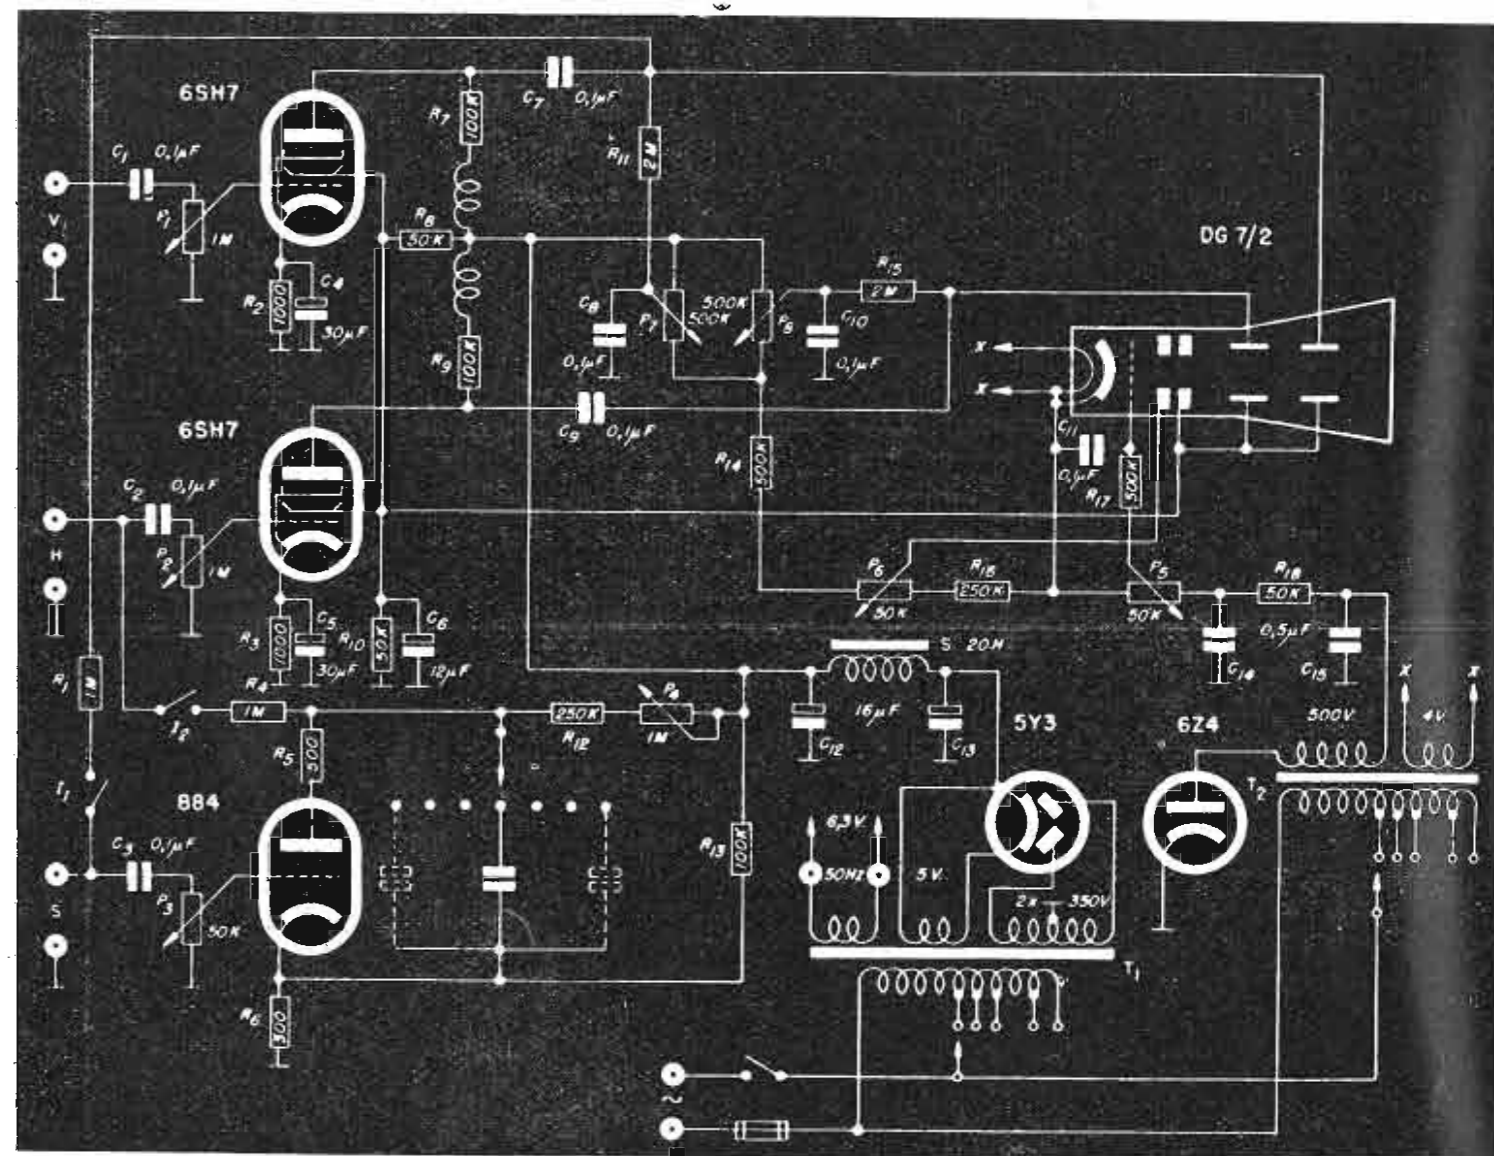 6SH7
C1 0,1µF
P1
1M
V
R2 1000
C4
30µF
R7 100K
C7 0,1µF
R11 2M
R8
50K
R9 100K
C8
0,1µF
P7
500K
500K
P8
C10
0,1µF
R15
2M
DG 7/2
X
X
C11
0,1µF
R17 500K
6SH7
C2 0,1µF
P2
1M
H
C9 0,1µF
R14 500K
R3 1000
C5
30µF
R10 50K
C6
12µF
P6
50K
R16
250K
P5
50K
R18
50K
C14
0,5µF
C15
S 20H
R1 1M
R4
1M
I2
R5 500
250K
R12
P4
1M
C12
16µF
C13
5Y3
6Z4
500V
X
X
4V
I1
884
C3 0,1µF
P3
50K
S
R6 300
R13 100K
6,3V
50Hz
5V
2x 350V
T1
T2
~